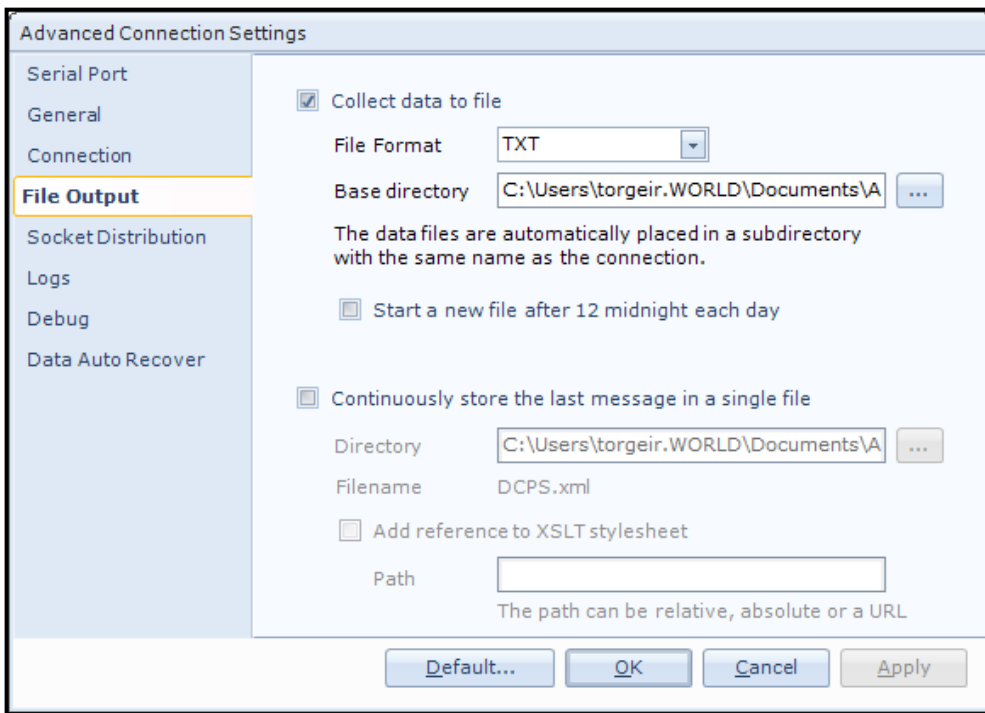 Advanced Connection Settings
Serial Port
General
Connection
File Output
Socket Distribution
Logs
Debug
Data Auto Recover
Collect data to file
File Format TXT
Base directory C:\Users\torgeir.WORLD\Documents\A ...
The data files are automatically placed in a subdirectory
with the same name as the connection.
Start a new file after 12 midnight each day
Continuously store the last message in a single file
Directory C:\Users\torgeir.WORLD\Documents\A ...
Filename DCPS.xml
Add reference to XSLT stylesheet
Path
The path can be relative, absolute or a URL
Default... OK Cancel Apply